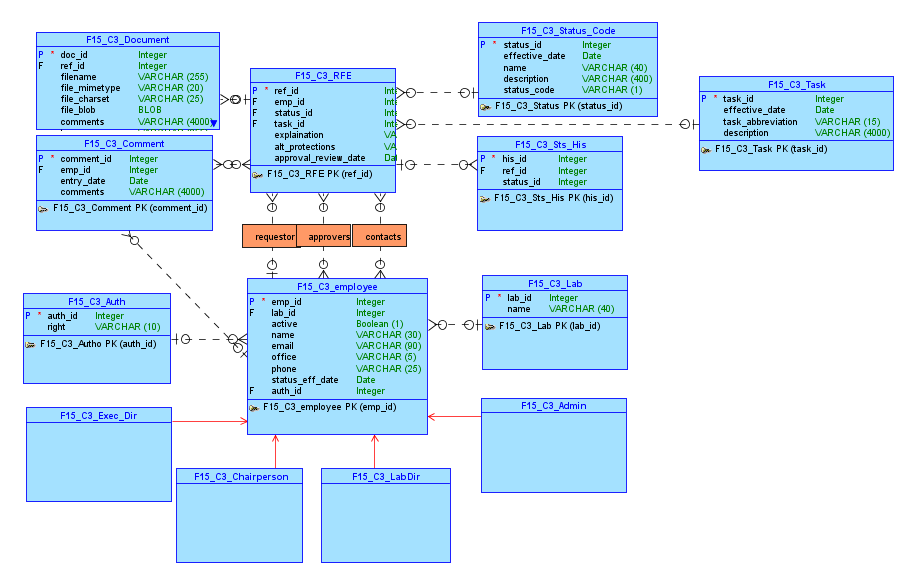 F15_C3_Document
P * doc_id Integer
F ref_id Integer
filename VARCHAR (255)
file_mimetype VARCHAR (20)
file_charset VARCHAR (25)
file_blob BLOB
comments VARCHAR (4000)
F15_C3_Comment
P * comment_id Integer
F emp_id Integer
entry_date Date
comments VARCHAR (4000)
F15_C3_Comment PK (comment_id)
F15_C3_RFE
P * ref_id Int
F emp_id Int
F status_id Int
F task_id Int
explaination VA
alt_protections VA
approval_review_date Dat
F15_C3_RFE PK (ref_id)
F15_C3_Status_Code
P * status_id Integer
effective_date Date
name VARCHAR (40)
description VARCHAR (400)
status_code VARCHAR (1)
F15_C3_Status PK (status_id)
F15_C3_Task
P * task_id Integer
effective_date Date
task_abbreviation VARCHAR (15)
description VARCHAR (4000)
F15_C3_Task PK (task_id)
F15_C3_Sts_His
P * his_id Integer
F ref_id Integer
status_id Integer
F15_C3_Sts_His PK (his_id)
requestor
approvers
contacts
F15_C3_employee
P * emp_id Integer
F lab_id Integer
active Boolean (1)
name VARCHAR (30)
email VARCHAR (90)
office VARCHAR (5)
phone VARCHAR (25)
status_eff_date Date
F auth_id Integer
F15_C3_employee PK (emp_id)
F15_C3_Lab
P * lab_id Integer
name VARCHAR (40)
F15_C3_Lab PK (lab_id)
F15_C3_Auth
P * auth_id Integer
right VARCHAR (10)
F15_C3_Autho PK (auth_id)
F15_C3_Exec_Dir
F15_C3_Admin
F15_C3_Chairperson
F15_C3_LabDir